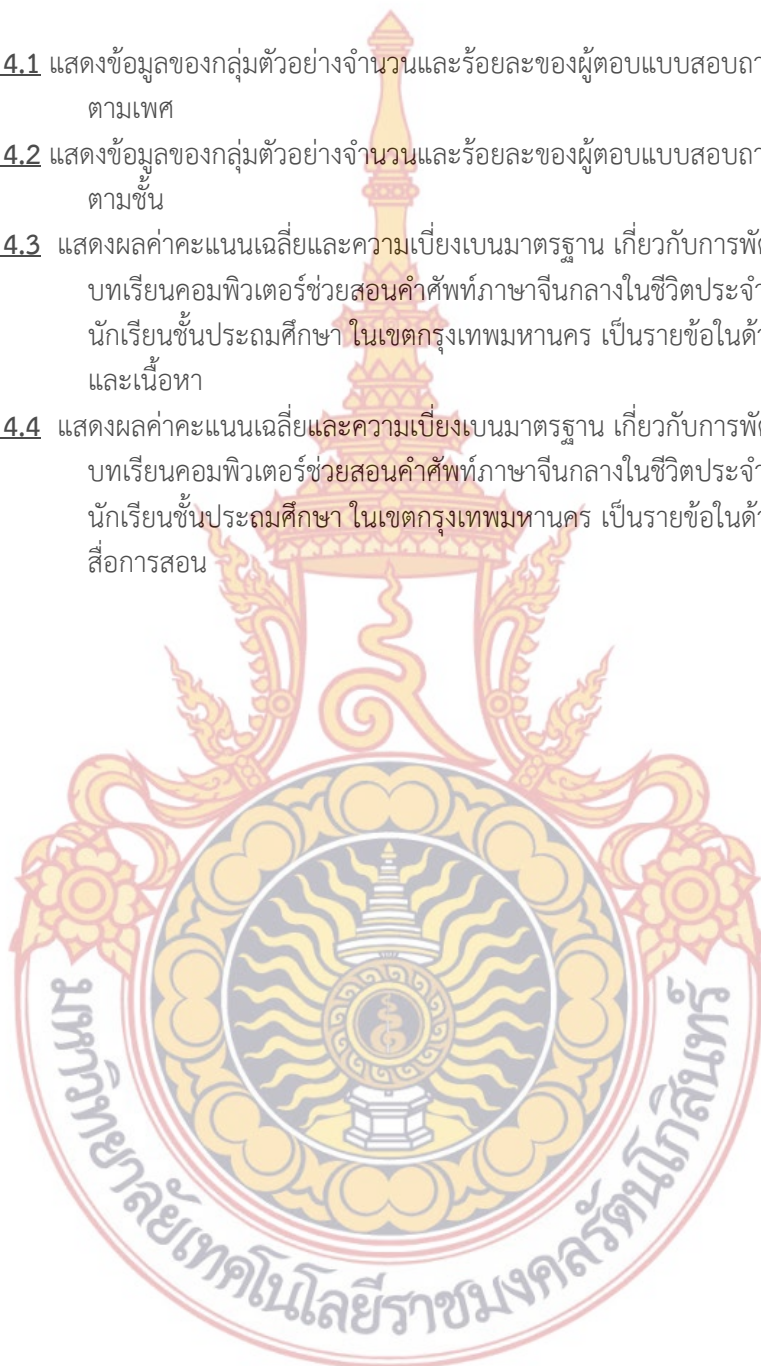 4.1 แสดงข้อมูลของกลุ่มตัวอย่างจำนวนและร้อยละของผู้ตอบแบบสอบถา
ตามเพศ
4.2 แสดงข้อมูลของกลุ่มตัวอย่างจำนวนและร้อยละของผู้ตอบแบบสอบถา
ตามชั้น
4.3 แสดงผลค่าคะแนนเฉลี่ยและความเบี่ยงเบนมาตรฐาน เกี่ยวกับการพัต
บทเรียนคอมพิวเตอร์ช่วยสอนคำศัพท์ภาษาจีนกลางในชีวิตประจำ
นักเรียนชั้นประถมศึกษา ในเขตกรุงเทพมหานคร เป็นรายข้อในด้า
และเนื้อหา
4.4 แสดงผลค่าคะแนนเฉลี่ยและความเบี่ยงเบนมาตรฐาน เกี่ยวกับการพัต
บทเรียนคอมพิวเตอร์ช่วยสอนคำศัพท์ภาษาจีนกลางในชีวิตประจำ
นักเรียนชั้นประถมศึกษา ในเขตกรุงเทพมหานคร เป็นรายข้อในด้า
สื่อการสอน
มหาวิทยาลัยเทคโนโลยีราชมงคลรัตนโกสินทร์